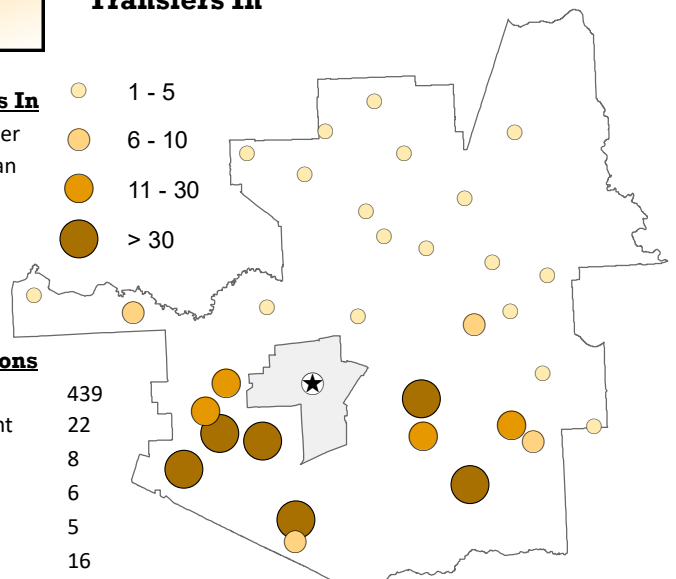 Transfers In
s In
er
an
1 - 5
6 - 10
11 - 30
> 30
ons
439
nt
22
8
6
5
16